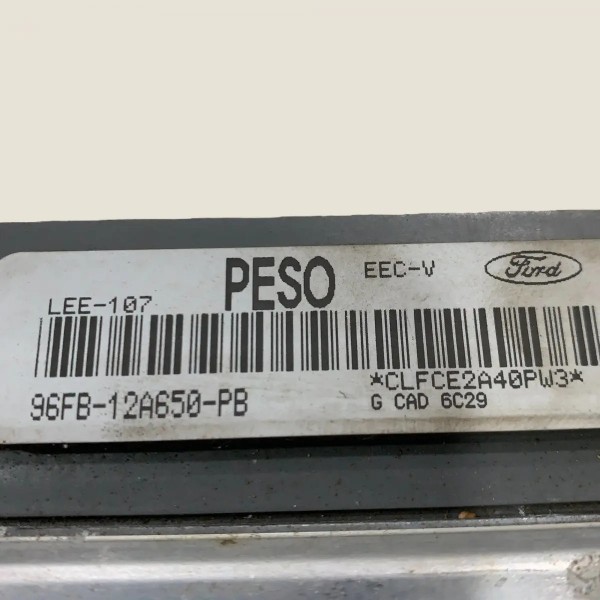 LEE-107 PESO EEC-V Ford
*CLFCE2A40PW3*
96FB-12A650-PB G CAD 6C29